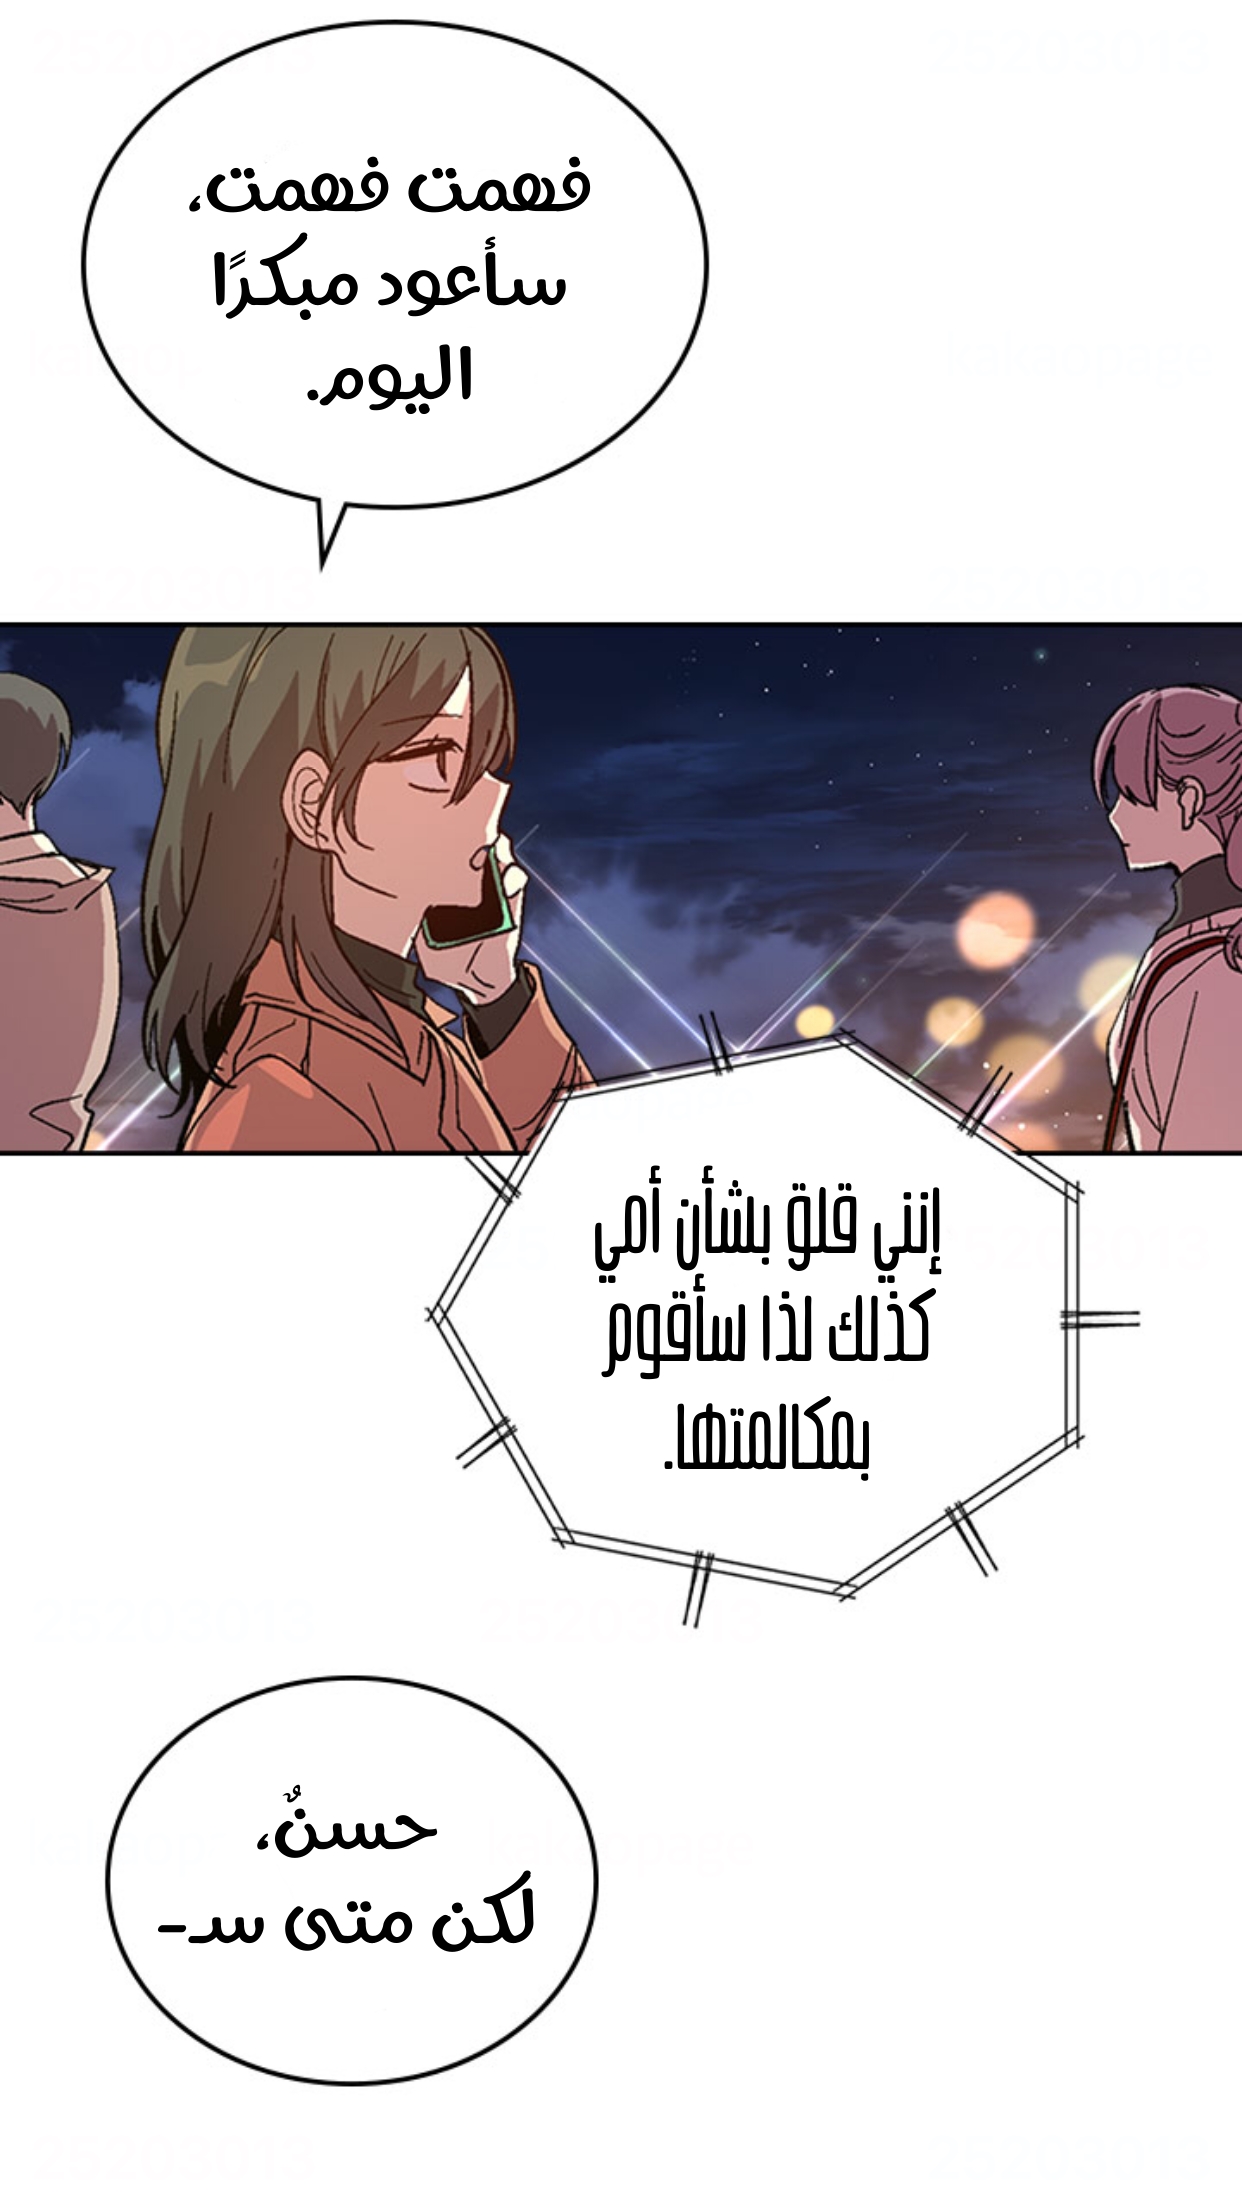 فهمت فهمت،
سأعود مبكرًا
اليوم.
إنني قلق بشأن أمي
كذلك لذا سأقوم
بمكالمتها.
حسنٌ،
لكن متى سـ-